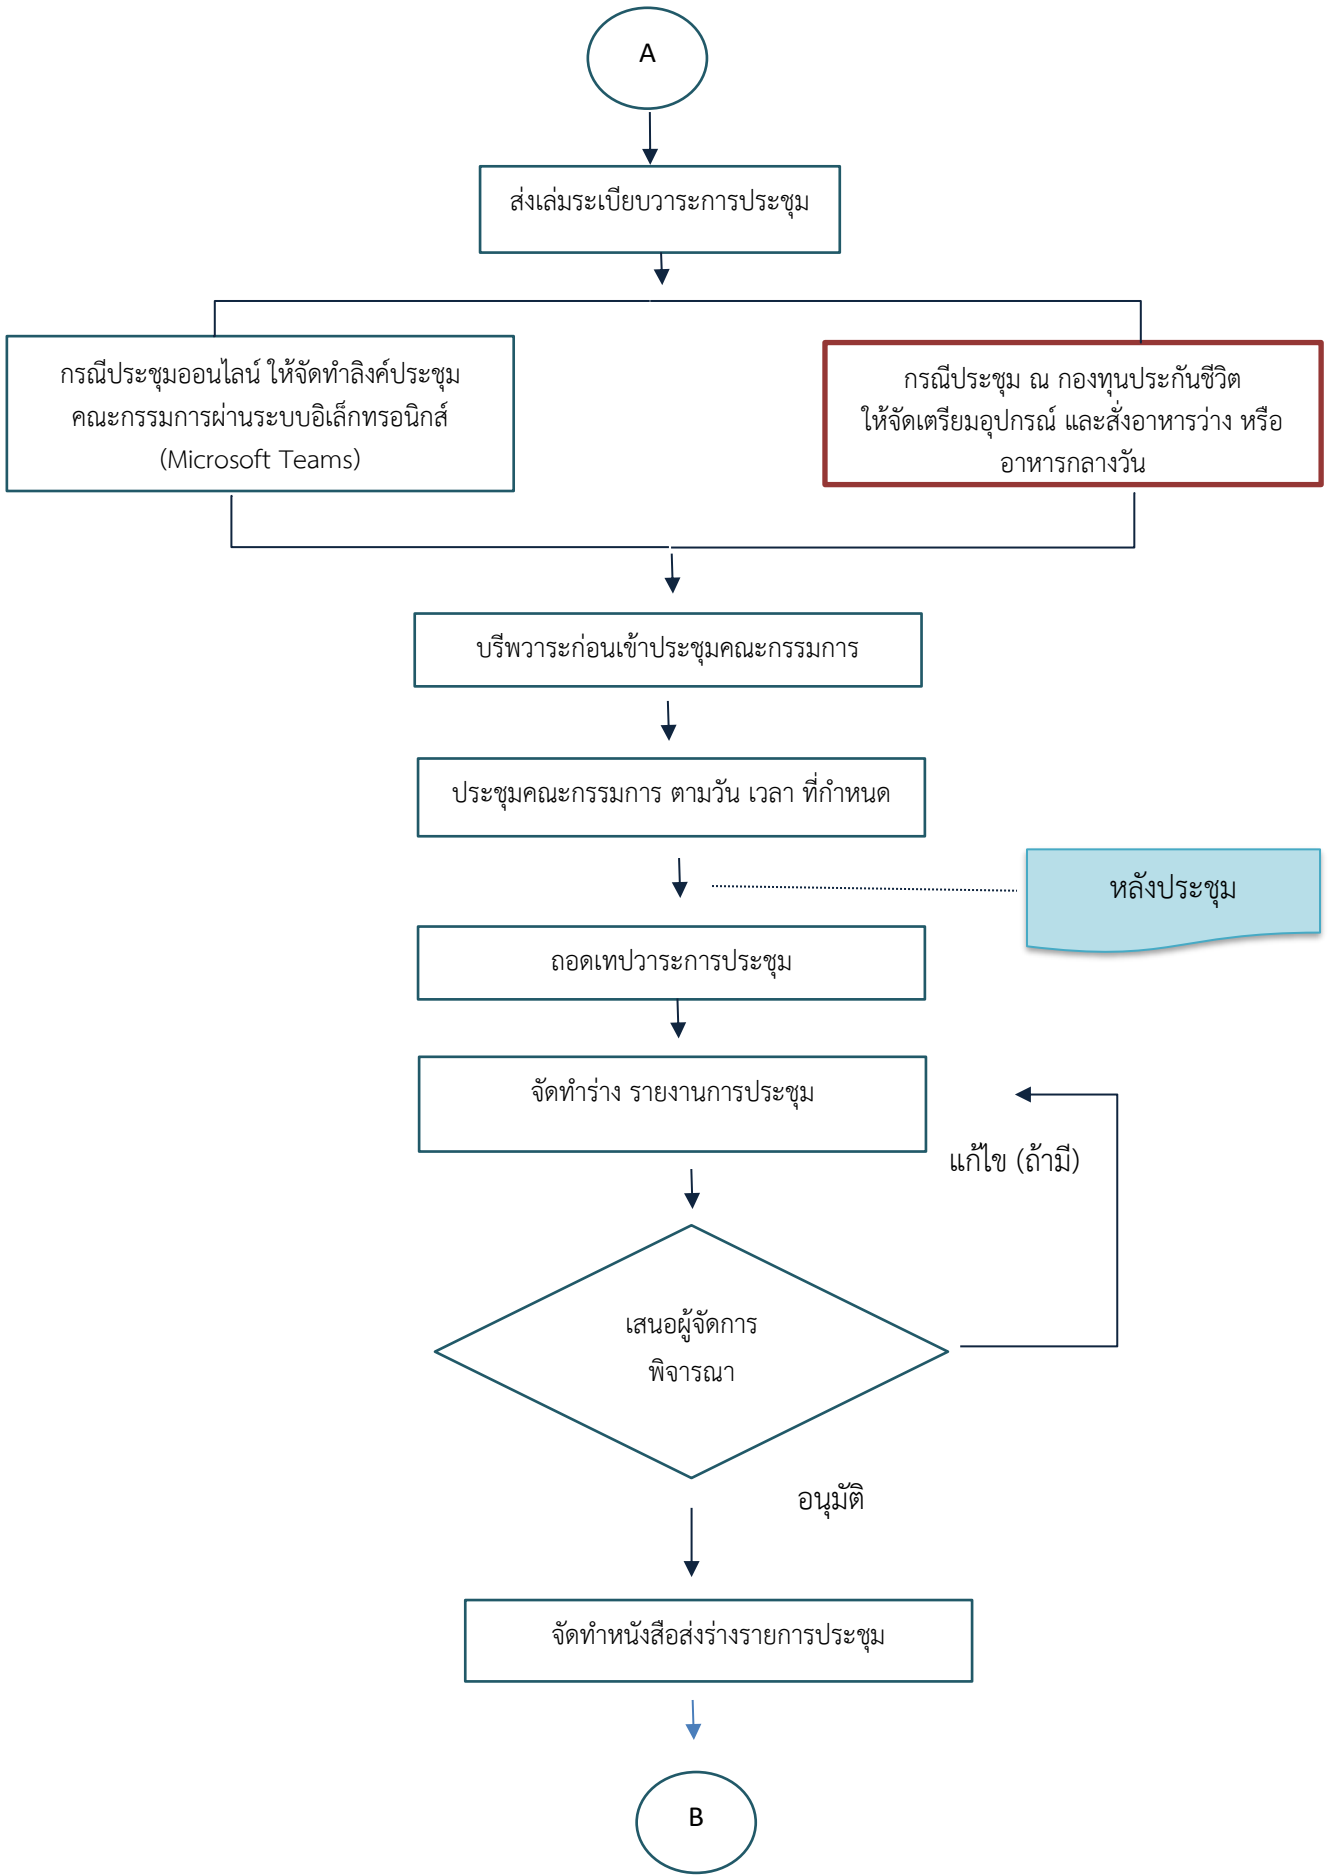 A
ส่งเล่มระเบียบวาระการประชุม
กรณีประชุมออนไลน์ ให้จัดทำลิงค์ประชุม
คณะกรรมการผ่านระบบอิเล็กทรอนิกส์
(Microsoft Teams)
กรณีประชุม ณ กองทุนประกันชีวิต
ให้จัดเตรียมอุปกรณ์ และสั่งอาหารว่าง หรือ
อาหารกลางวัน
บรีพวาระก่อนเข้าประชุมคณะกรรมการ
ประชุมคณะกรรมการ ตามวัน เวลา ที่กำหนด
หลังประชุม
ถอดเทปวาระการประชุม
จัดทำร่าง รายงานการประชุม
แก้ไข (ถ้ามี)
เสนอผู้จัดการ
พิจารณา
อนุมัติ
จัดทำหนังสือส่งร่างรายการประชุม
B